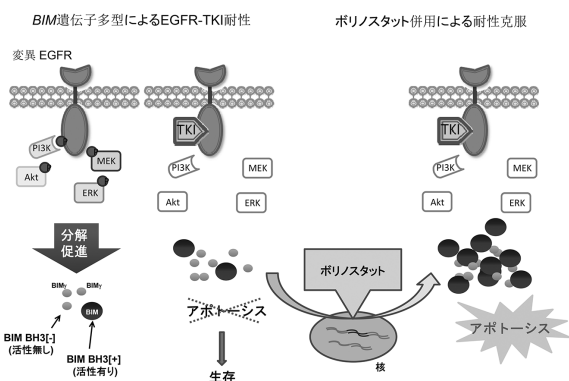 BIM遺伝子多型によるEGFR-TKI耐性
ボリノスタット併用による耐性克服
変異 EGFR
TKI
TKI
PI3K
MEK
Akt
ERK
PI3K
MEK
Akt
ERK
PI3K
MEK
Akt
ERK
分解
促進
BIMγ
BIMγ
BIM
BIM BH3[-]
(活性無し)
BIM BH3[+]
(活性有り)
アポトーシス
生存
ボリノスタット
核
アポトーシス